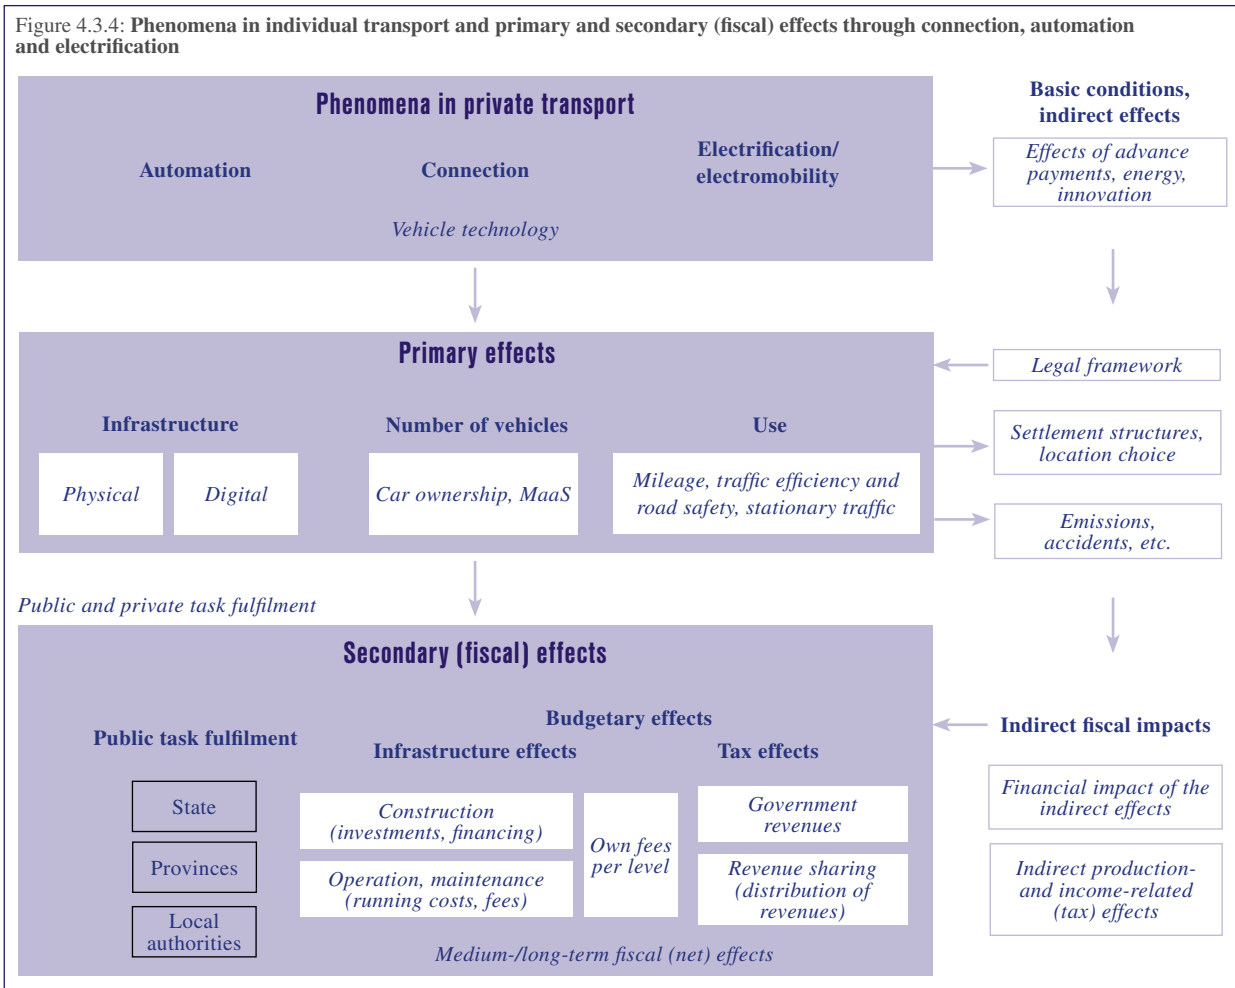 Figure 4.3.4: Phenomena in individual transport and primary and secondary (fiscal) effects through connection, automation
and electrification
Phenomena in private transport
Automation
Connection
Electrification/
electromobility
Vehicle technology
Basic conditions,
indirect effects
Effects of advance
payments, energy,
innovation
Primary effects
Infrastructure
Physical
Digital
Number of vehicles
Car ownership, MaaS
Use
Mileage, traffic efficiency and
road safety, stationary traffic
Legal framework
Settlement structures,
location choice
Emissions,
accidents, etc.
Public and private task fulfilment
Secondary (fiscal) effects
Public task fulfilment
State
Provinces
Local
authorities
Budgetary effects
Infrastructure effects
Construction
(investments, financing)
Operation, maintenance
(running costs, fees)
Own fees
per level
Tax effects
Government
revenues
Revenue sharing
(distribution of
revenues)
Medium-/long-term fiscal (net) effects
Indirect fiscal impacts
Financial impact of the
indirect effects
Indirect production-
and income-related
(tax) effects